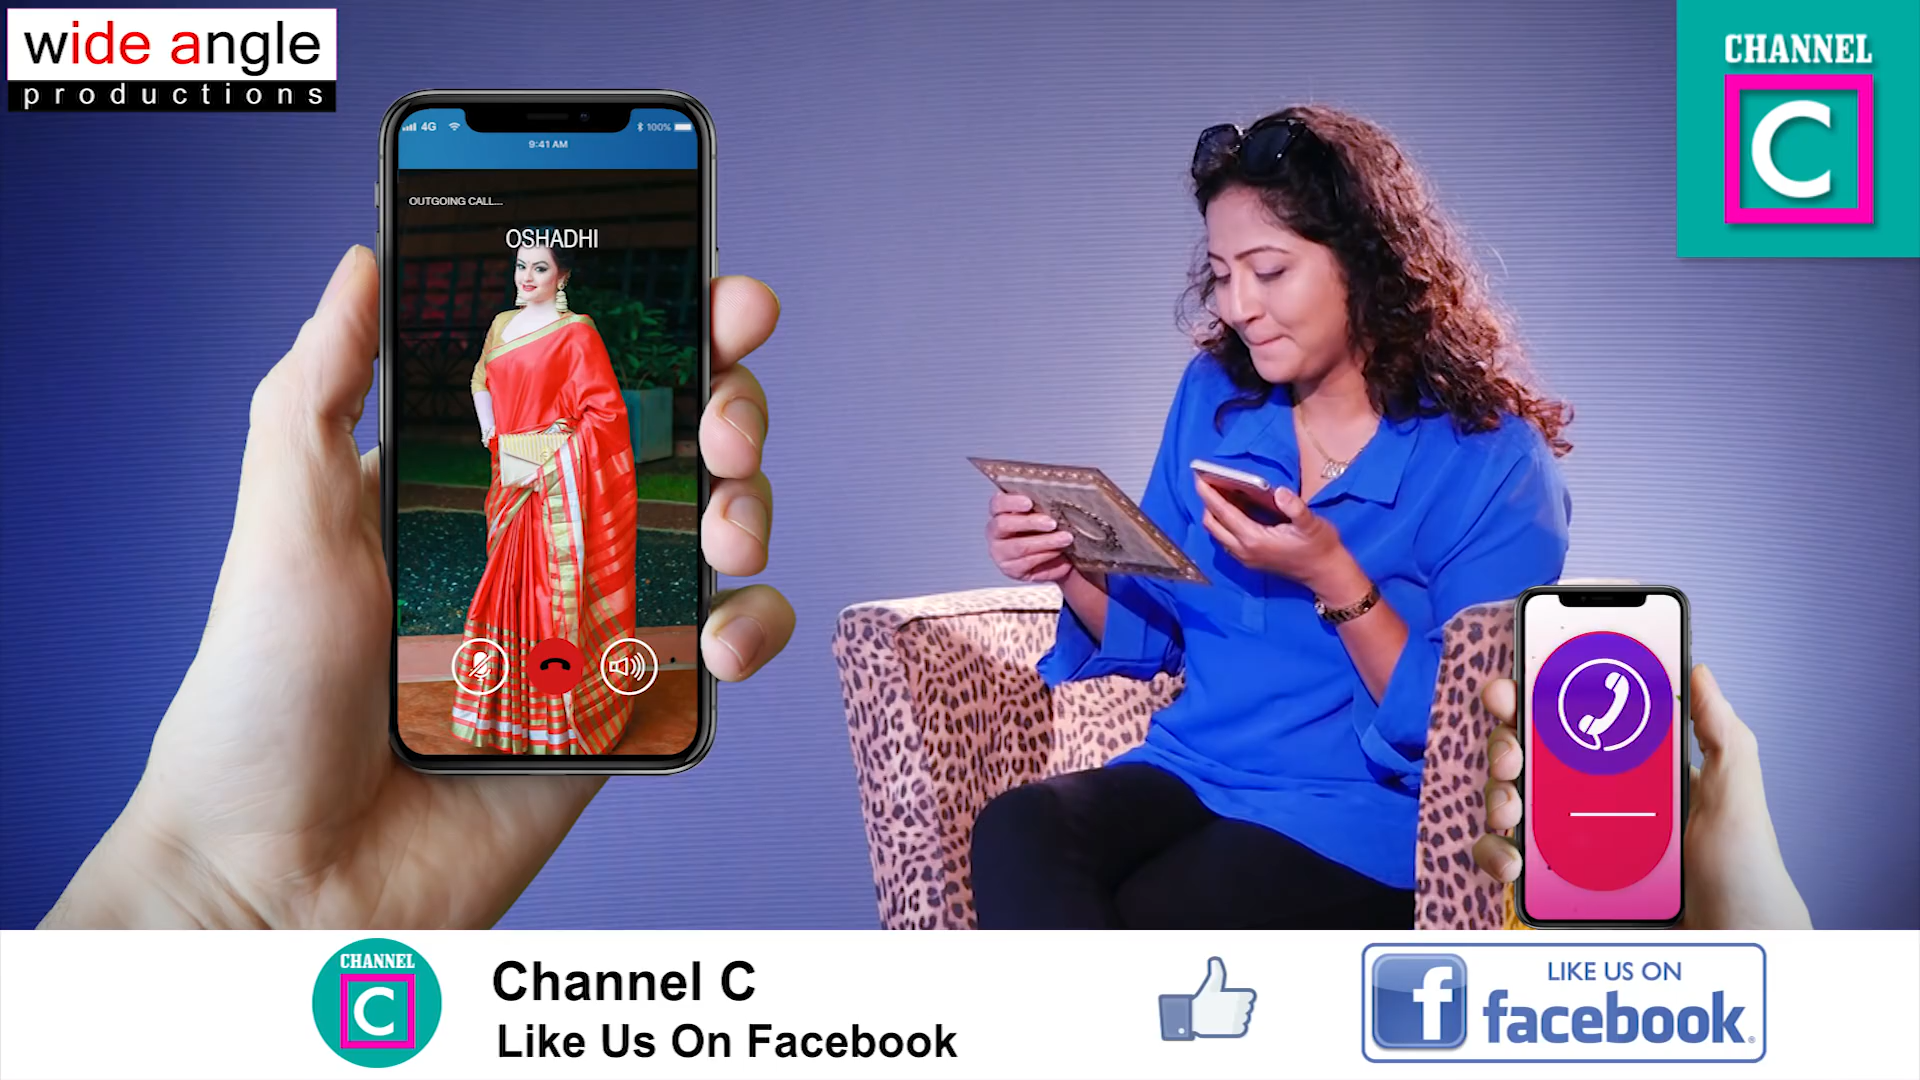 wide angle
productions
CHANNEL
C
4G
100%
9:41 AM
OUTGOING CALL...
OSHADHI
CHANNEL
C
Channel C
Like Us On Facebook
f
LIKE US ON
facebook®